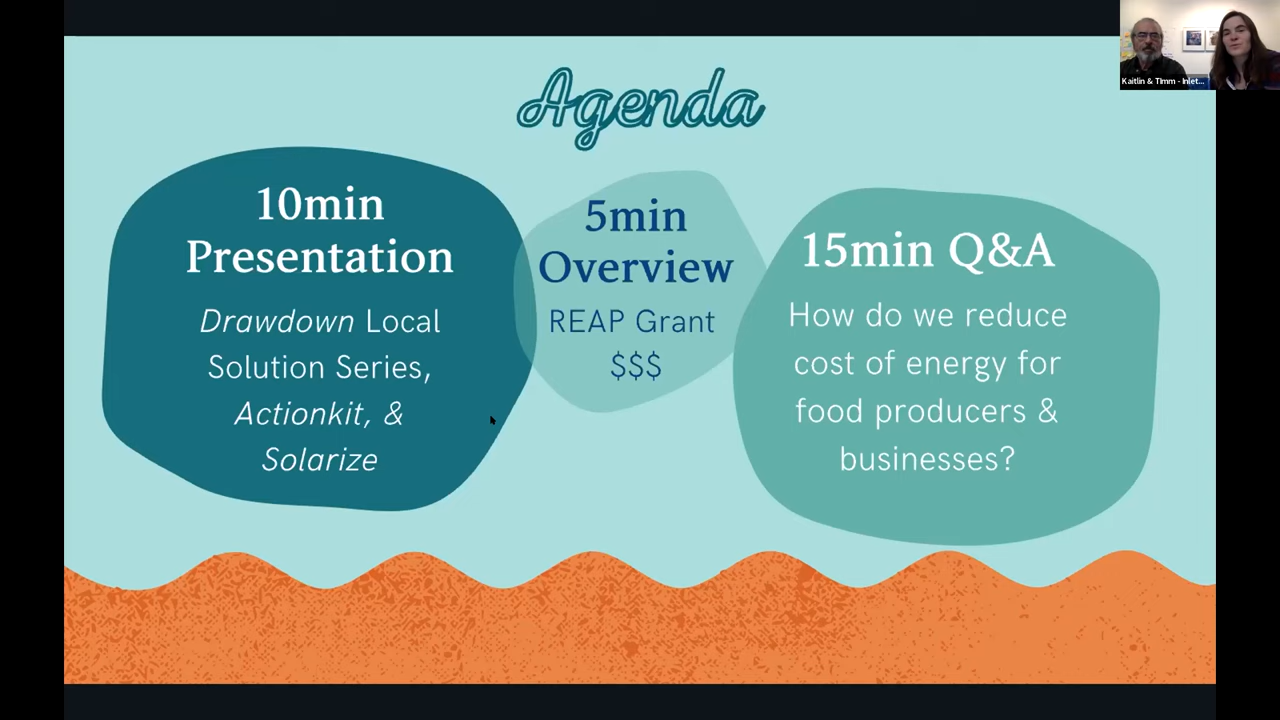 Agenda
10min
Presentation
Drawdown Local
Solution Series,
Actionkit, &
Solarize
5min
Overview
REAP Grant
$$$
15min Q&A
How do we reduce
cost of energy for
food producers &
businesses?
Kaitlin & TImm - Inlet...